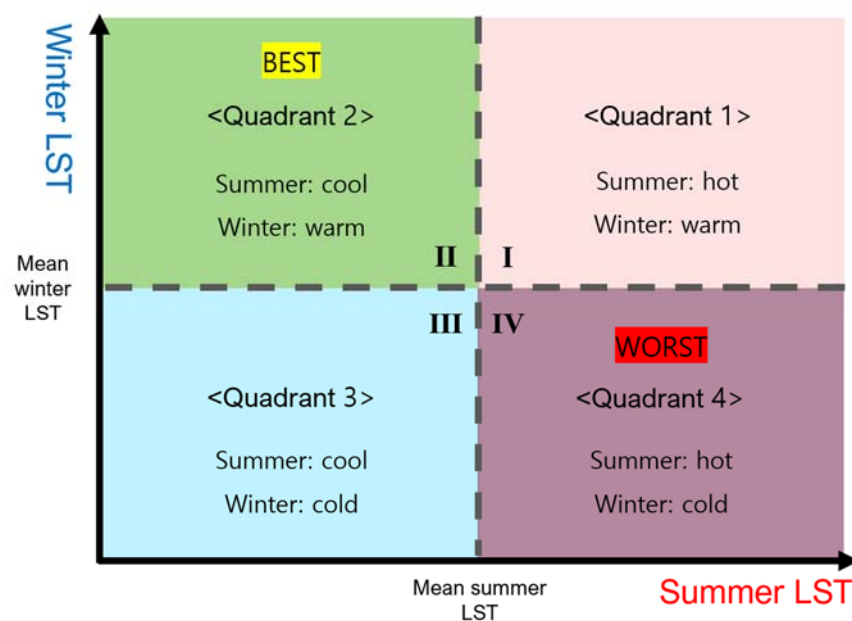 Winter LST
BEST
<Quadrant 2>
Summer: cool
Winter: warm
II
<Quadrant 1>
Summer: hot
Winter: warm
I
Mean
winter
LST
III
<Quadrant 3>
Summer: cool
Winter: cold
IV
WORST
<Quadrant 4>
Summer: hot
Winter: cold
Mean summer
LST
Summer LST